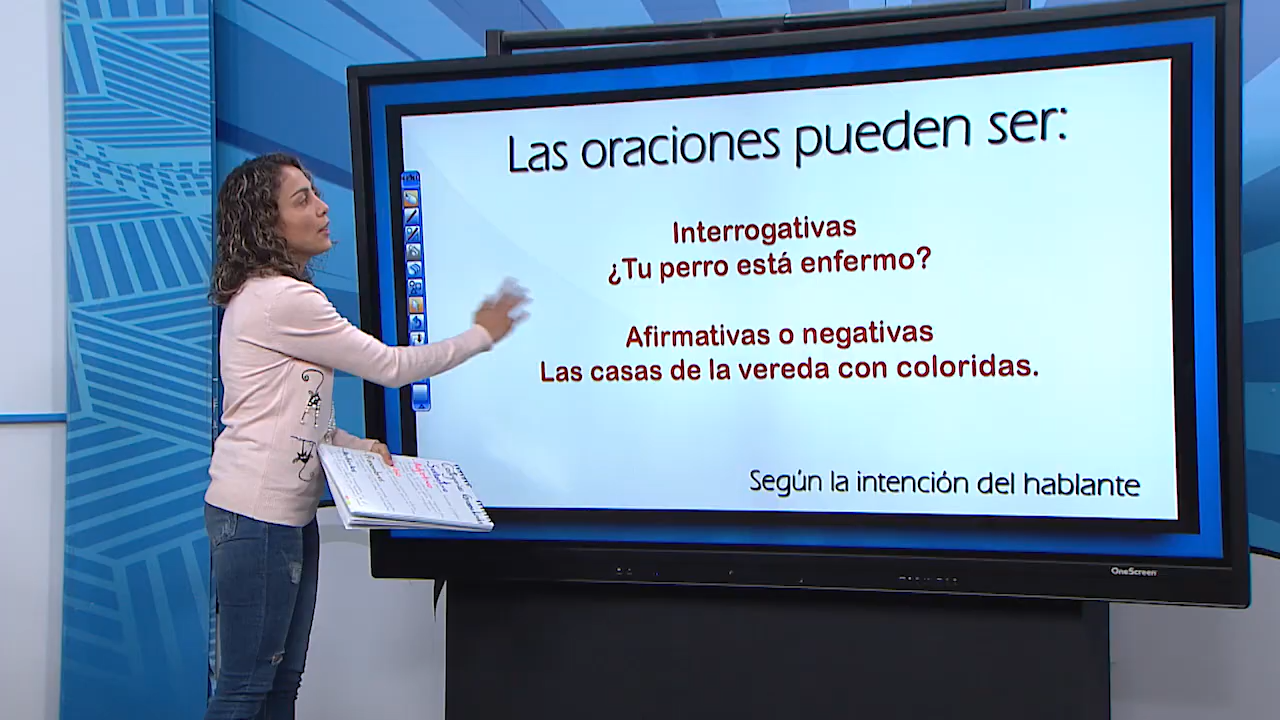 Las oraciones pueden ser:
Interrogativas
¿Tu perro está enfermo?
Afirmativas o negativas
Las casas de la vereda con coloridas.
Según la intención del hablante
OneScreen